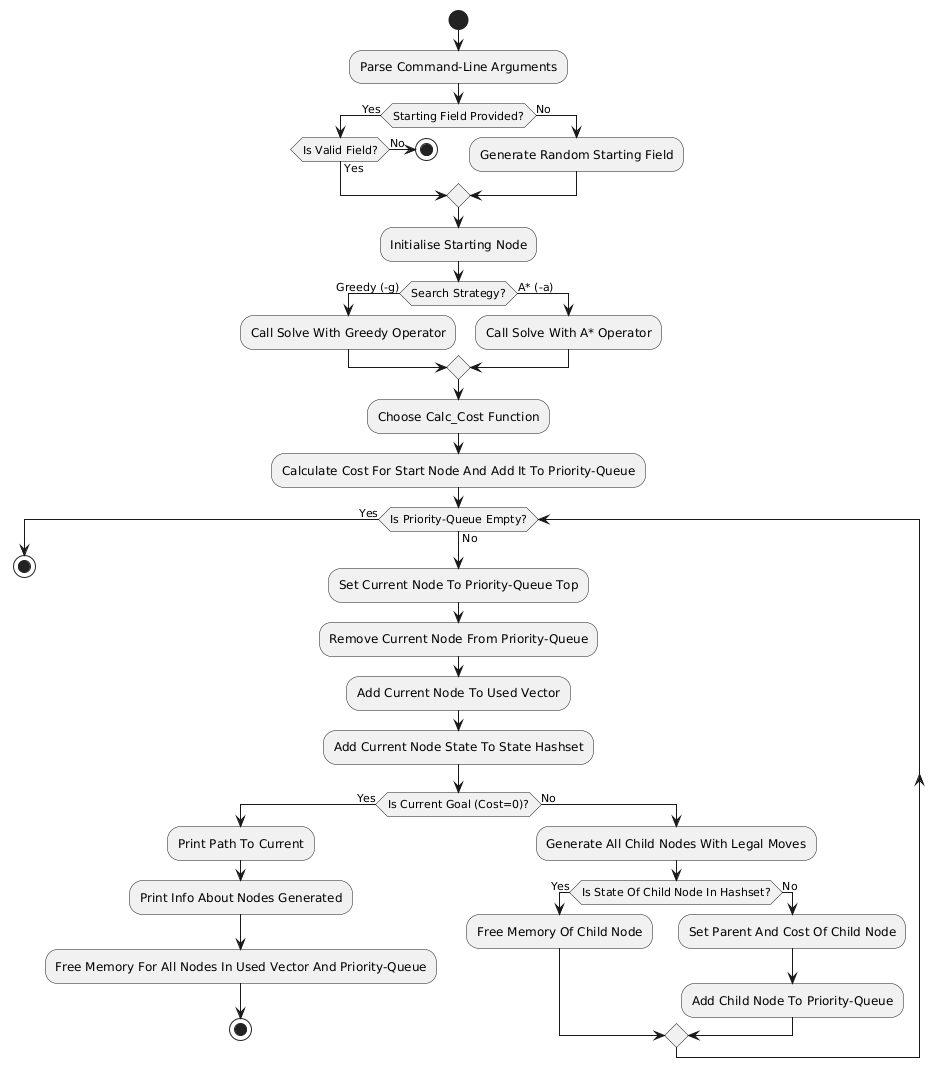 Parse Command-Line Arguments
Yes
Starting Field Provided?
No
Is Valid Field?
No
Generate Random Starting Field
Yes
Initialise Starting Node
Greedy (-g)
Search Strategy?
A* (-a)
Call Solve With Greedy Operator
Call Solve With A* Operator
Choose Calc_Cost Function
Calculate Cost For Start Node And Add It To Priority-Queue
Yes
Is Priority-Queue Empty?
No
Set Current Node To Priority-Queue Top
Remove Current Node From Priority-Queue
Add Current Node To Used Vector
Add Current Node State To State Hashset
Yes
Is Current Goal (Cost=0)?
No
Print Path To Current
Generate All Child Nodes With Legal Moves
Print Info About Nodes Generated
Yes
Is State Of Child Node In Hashset?
No
Free Memory Of Child Node
Set Parent And Cost Of Child Node
Free Memory For All Nodes In Used Vector And Priority-Queue
Add Child Node To Priority-Queue